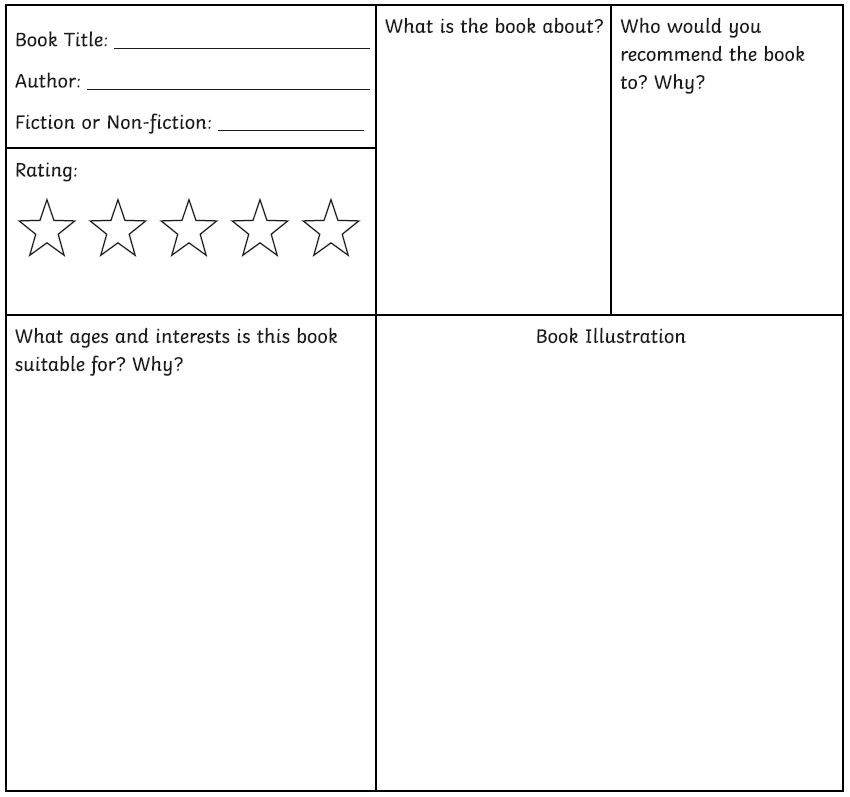 Book Title:
Author:
Fiction or Non-fiction:
Rating:
What is the book about?
Who would you
recommend the book
to? Why?
What ages and interests is this book
suitable for? Why?
Book Illustration